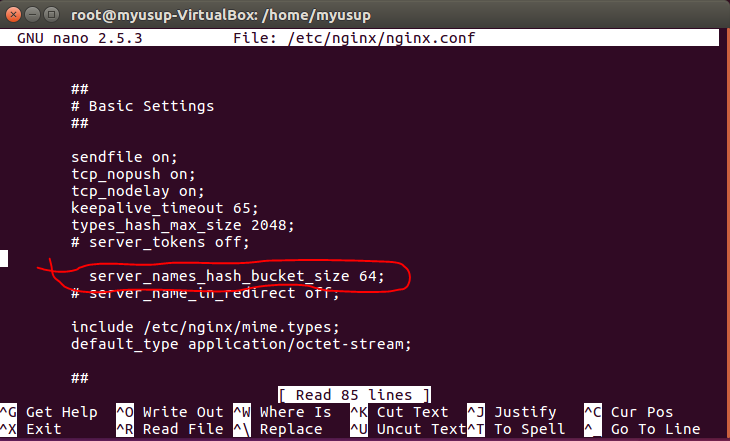 root@myusup-VirtualBox: /home/myusup
GNU nano 2.5.3 File: /etc/nginx/nginx.conf
##
# Basic Settings
##
sendfile on;
tcp_nopush on;
tcp_nodelay on;
keepalive_timeout 65;
types_hash_max_size 2048;
# server_tokens off;
server_names_hash_bucket_size 64;
# server_name_in_redirect off;
include /etc/nginx/mime.types;
default_type application/octet-stream;
##
[ Read 85 lines ]
^G Get Help ^O Write Out ^W Where Is ^K Cut Text ^J Justify ^C Cur Pos
^X Exit ^R Read File ^\ Replace ^U Uncut Text ^T To Spell ^_ Go To Line